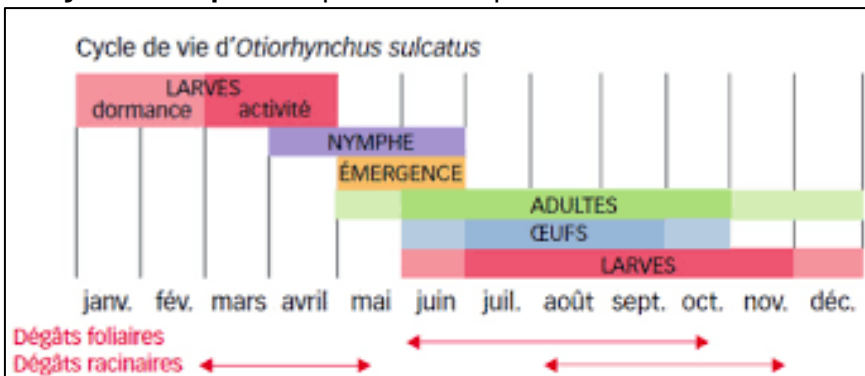 Cycle de vie d'Otiorhynchus sulcatus
LARVES
dormance activité
NYMPHE
ÉMERGENCE
ADULTES
ŒUFS
LARVES
janv. fév. mars avril mai juin juil. août sept. oct. nov. déc.
Dégâts foliaires
Dégâts racinaires